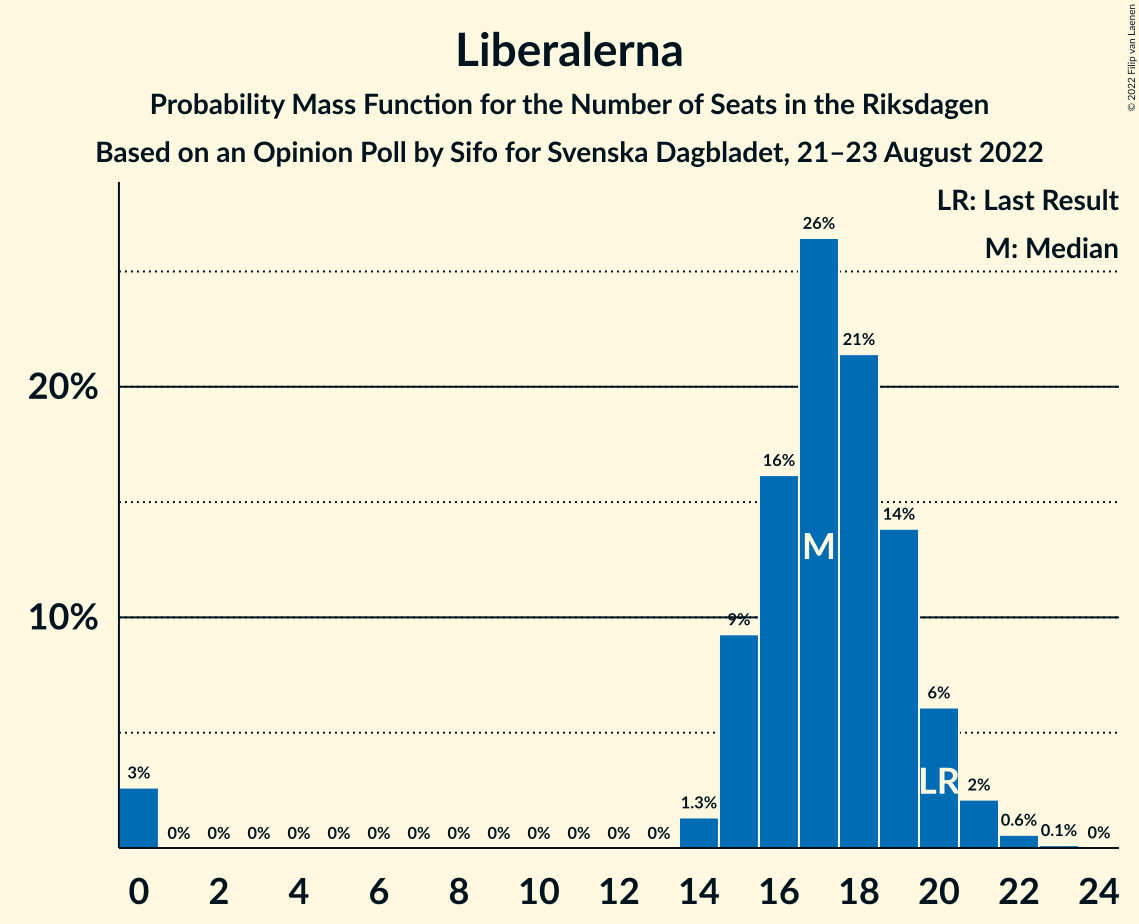 Liberalerna
Probability Mass Function for the Number of Seats in the Riksdagen
Based on an Opinion Poll by Sifo for Svenska Dagbladet, 21–23 August 2022
© 2022 Filip van Laenen
LR: Last Result
M: Median
26%
21%
20%
16%
14%
M
10%
9%
6%
LR
3%
2%
1.3%
0.6%
0.1%
0% 0% 0% 0% 0% 0% 0% 0% 0% 0% 0% 0% 0% 0%
0 2 4 6 8 10 12 14 16 18 20 22 24